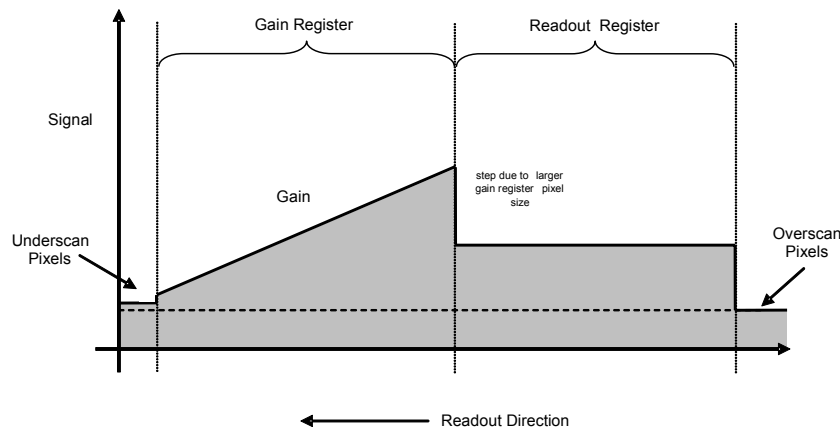 Gain Register
Readout Register
Signal
step due to larger
gain register pixel
size
Gain
Underscan
Pixels
Overscan
Pixels
Readout Direction